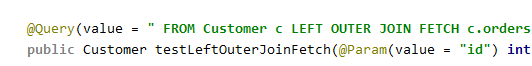 @Query(value = " FROM Customer c LEFT OUTER JOIN FETCH c.orders
public Customer testLeftOuterJoinFetch(@Param(value = "id") int